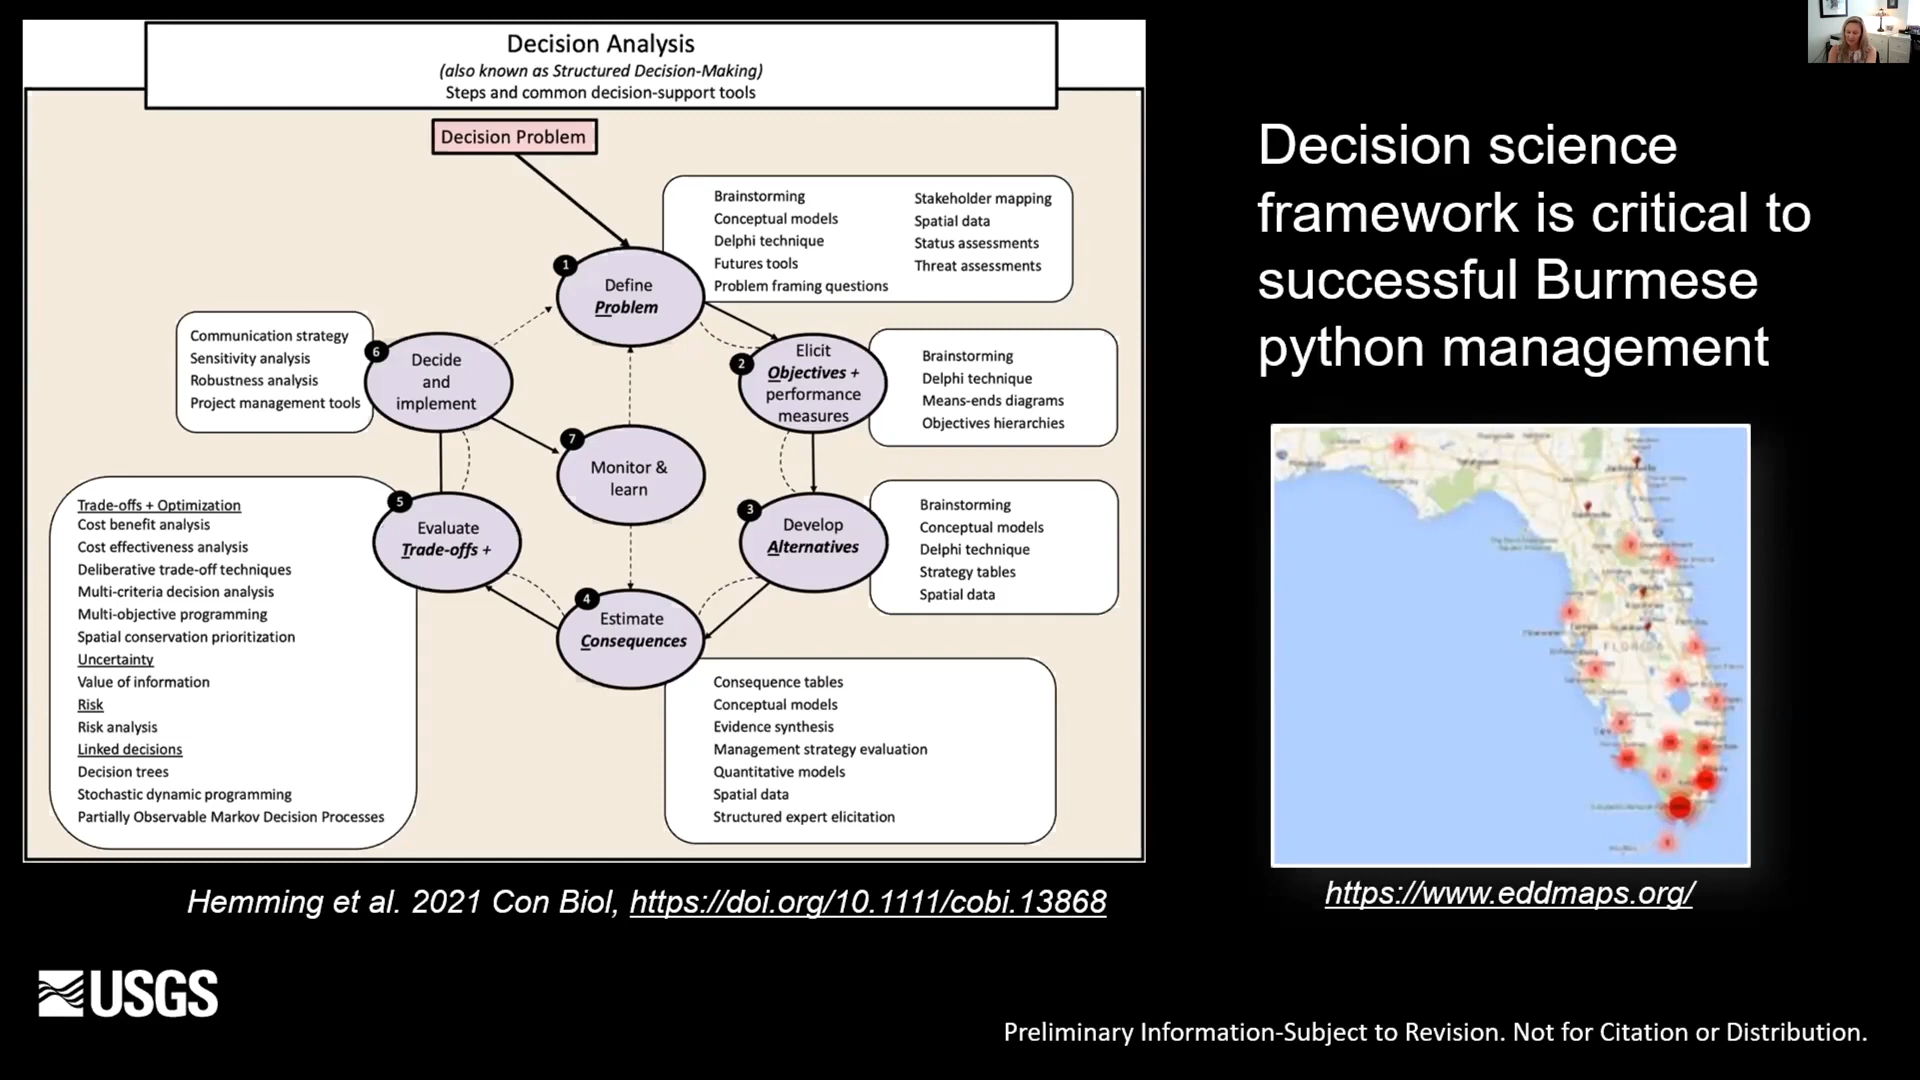 Decision Analysis
(also known as Structured Decision-Making)
Steps and common decision-support tools
Decision Problem
Brainstorming
Conceptual models
Delphi technique
Futures tools
Problem framing questions
Stakeholder mapping
Spatial data
Status assessments
Threat assessments
1
Define
Problem
2
Elicit
Objectives +
performance
measures
Brainstorming
Delphi technique
Means-ends diagrams
Objectives hierarchies
3
Develop
Alternatives
Brainstorming
Conceptual models
Delphi technique
Strategy tables
Spatial data
4
Estimate
Consequences
Consequence tables
Conceptual models
Evidence synthesis
Management strategy evaluation
Quantitative models
Spatial data
Structured expert elicitation
5
Evaluate
Trade-offs +
Trade-offs + Optimization
Cost benefit analysis
Cost effectiveness analysis
Deliberative trade-off techniques
Multi-criteria decision analysis
Multi-objective programming
Spatial conservation prioritization
Uncertainty
Value of information
Risk
Risk analysis
Linked decisions
Decision trees
Stochastic dynamic programming
Partially Observable Markov Decision Processes
6
Decide
and
implement
Communication strategy
Sensitivity analysis
Robustness analysis
Project management tools
7
Monitor &
learn
Hemming et al. 2021 Con Biol, https://doi.org/10.1111/cobi.13868
Decision science
framework is critical to
successful Burmese
python management
FLORIDA
https://www.eddmaps.org/
USGS
Preliminary Information-Subject to Revision. Not for Citation or Distribution.